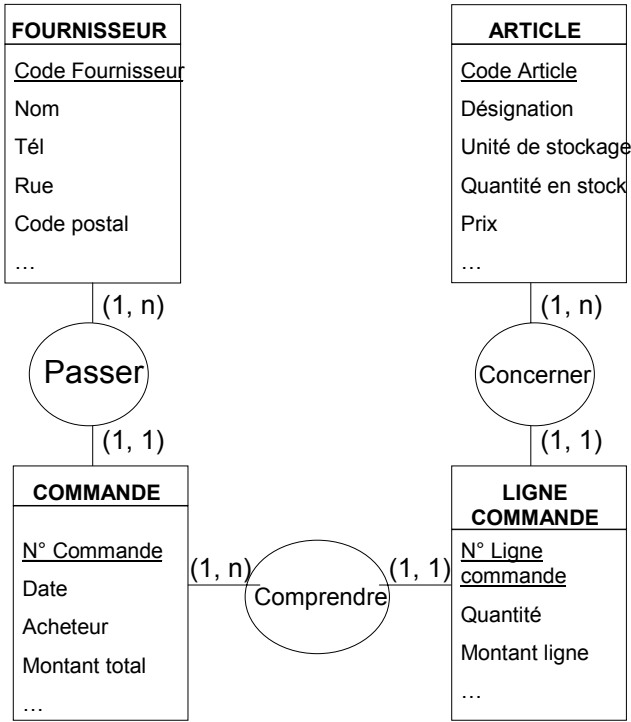 FOURNISSEUR
Code Fournisseur
Nom
Tél
Rue
Code postal
…
(1, n)
Passer
(1, 1)
COMMANDE
N° Commande
Date
Acheteur
Montant total
…
(1, n)
Comprendre
(1, 1)
ARTICLE
Code Article
Désignation
Unité de stockage
Quantité en stock
Prix
…
(1, n)
Concerner
(1, 1)
LIGNE
COMMANDE
N° Ligne
commande
Quantité
Montant ligne
…